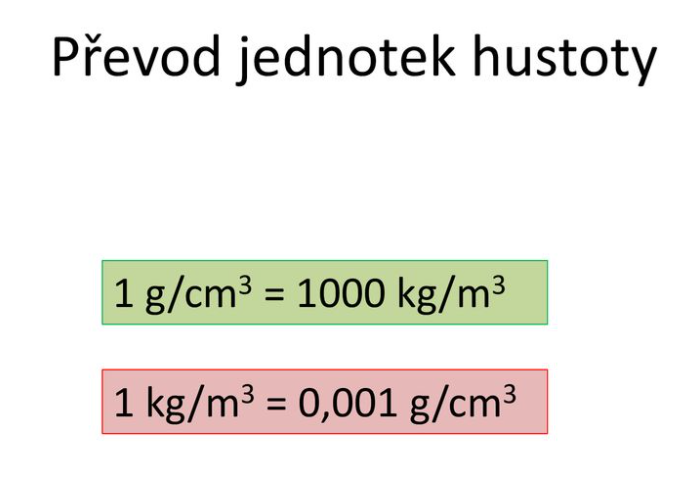 Převod jednotek hustoty
1 g/cm³ = 1000 kg/m³
1 kg/m³ = 0,001 g/cm³